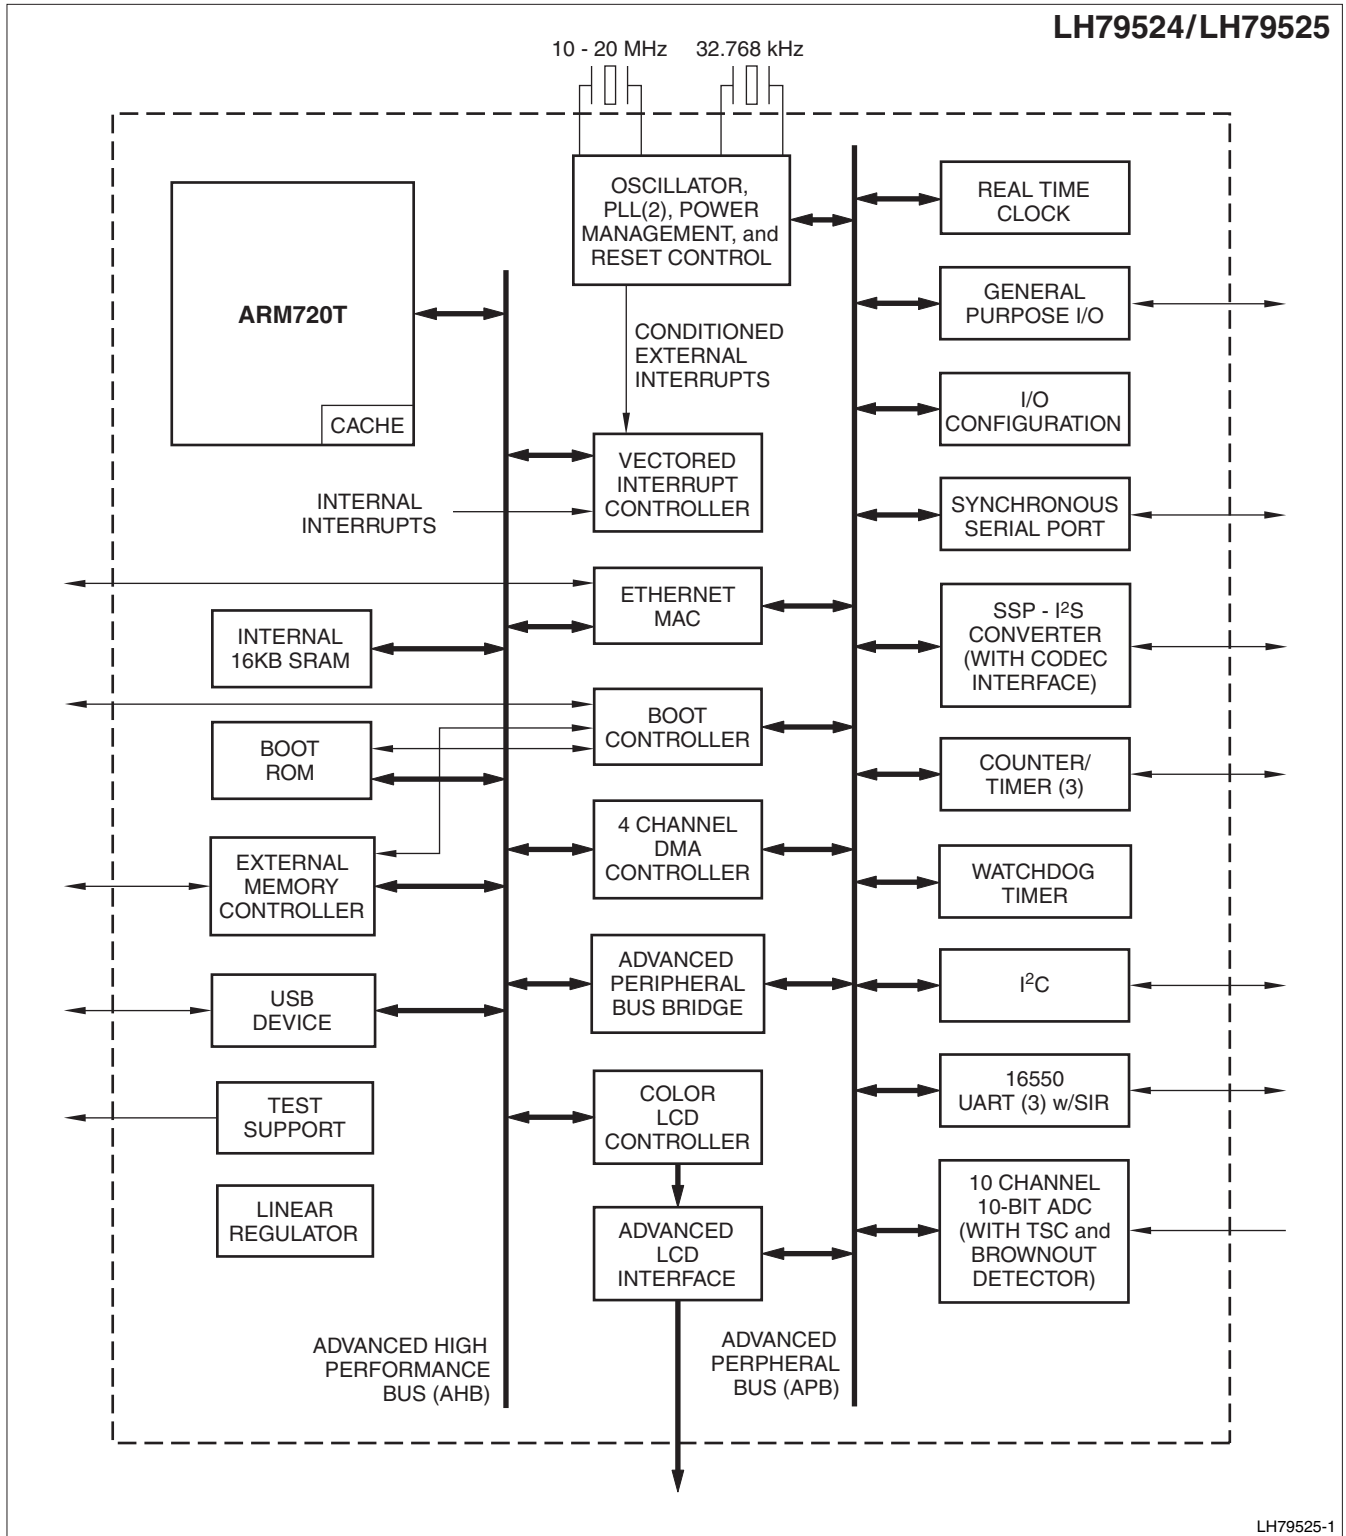 LH79524/LH79525
10 - 20 MHz
32.768 kHz
OSCILLATOR,
PLL(2), POWER
MANAGEMENT, and
RESET CONTROL
REAL TIME
CLOCK
ARM720T
CACHE
GENERAL
PURPOSE I/O
CONDITIONED
EXTERNAL
INTERRUPTS
I/O
CONFIGURATION
VECTORED
INTERRUPT
CONTROLLER
INTERNAL
INTERRUPTS
SYNCHRONOUS
SERIAL PORT
ETHERNET
MAC
SSP - I²S
CONVERTER
(WITH CODEC
INTERFACE)
INTERNAL
16KB SRAM
BOOT
CONTROLLER
BOOT
ROM
COUNTER/
TIMER (3)
4 CHANNEL
DMA
CONTROLLER
EXTERNAL
MEMORY
CONTROLLER
WATCHDOG
TIMER
ADVANCED
PERIPHERAL
BUS BRIDGE
I²C
USB
DEVICE
COLOR
LCD
CONTROLLER
16550
UART (3) w/SIR
TEST
SUPPORT
LINEAR
REGULATOR
ADVANCED
LCD
INTERFACE
10 CHANNEL
10-BIT ADC
(WITH TSC and
BROWNOUT
DETECTOR)
ADVANCED HIGH
PERFORMANCE
BUS (AHB)
ADVANCED
PERPHERAL
BUS (APB)
LH79525-1